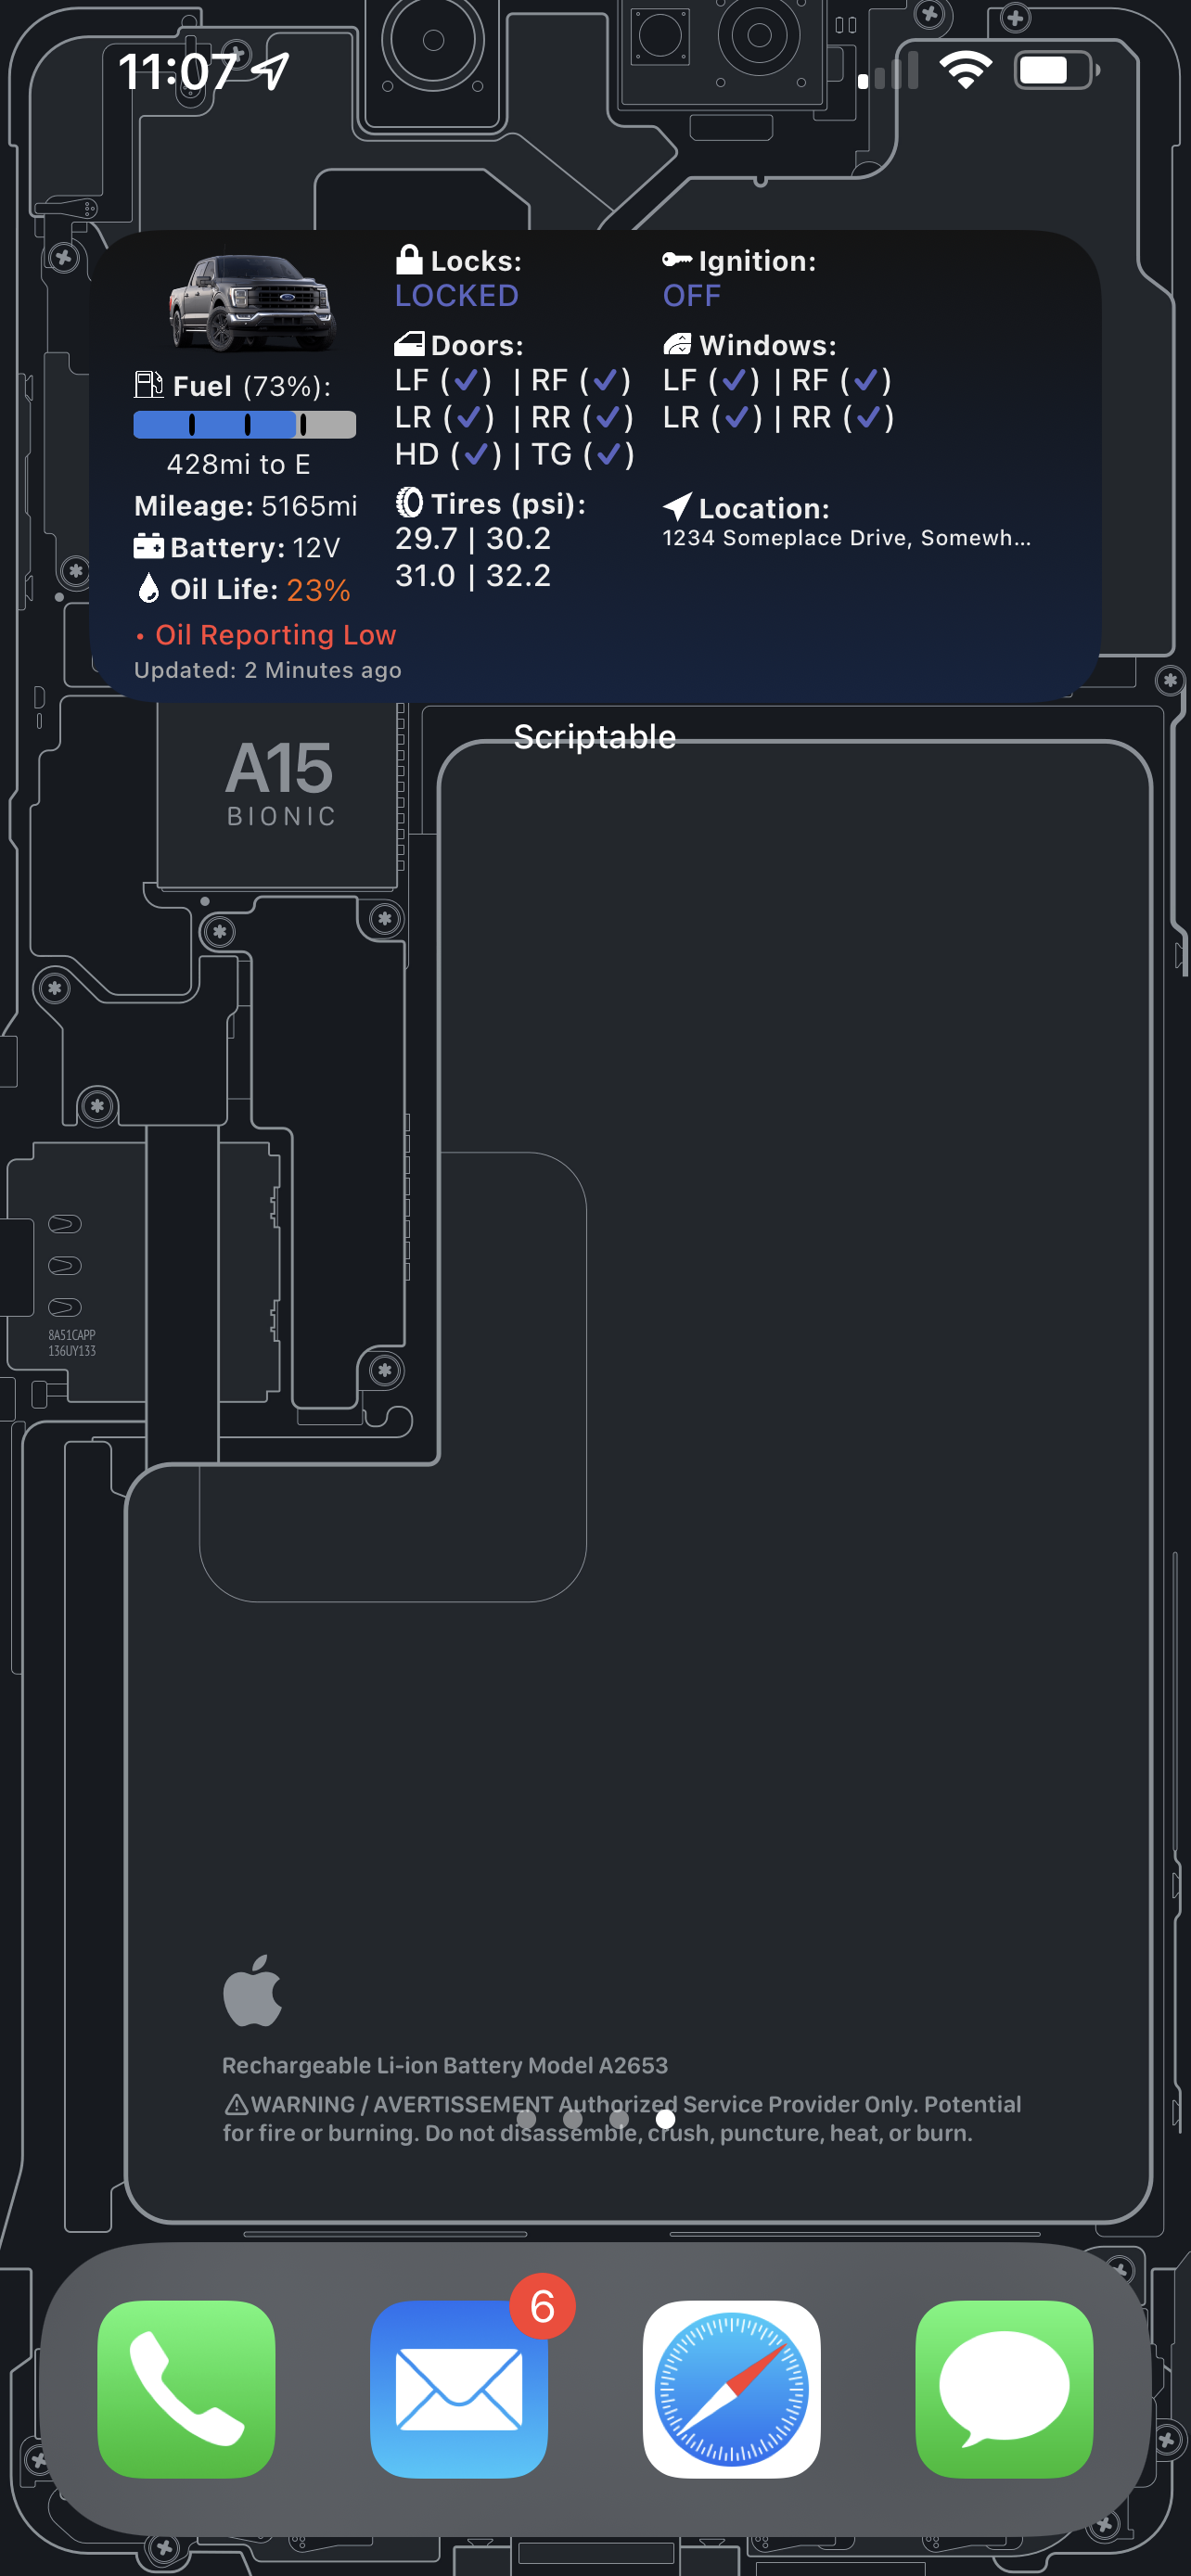 11:07
Locks:
LOCKED
Ignition:
OFF
Fuel (73%):
428mi to E
Mileage: 5165mi
Battery: 12V
Oil Life: 23%
Doors:
LF (✓) | RF (✓)
LR (✓) | RR (✓)
HD (✓) | TG (✓)
Windows:
LF (✓) | RF (✓)
LR (✓) | RR (✓)
Tires (psi):
29.7 | 30.2
31.0 | 32.2
Location:
1234 Someplace Drive, Somewh...
• Oil Reporting Low
Updated: 2 Minutes ago
Scriptable
A15
BIONIC
8A51CAPP
136UY133
Rechargeable Li-ion Battery Model A2653
⚠WARNING / AVERTISSEMENT Authorized Service Provider Only. Potential
for fire or burning. Do not disassemble, crush, puncture, heat, or burn.
6